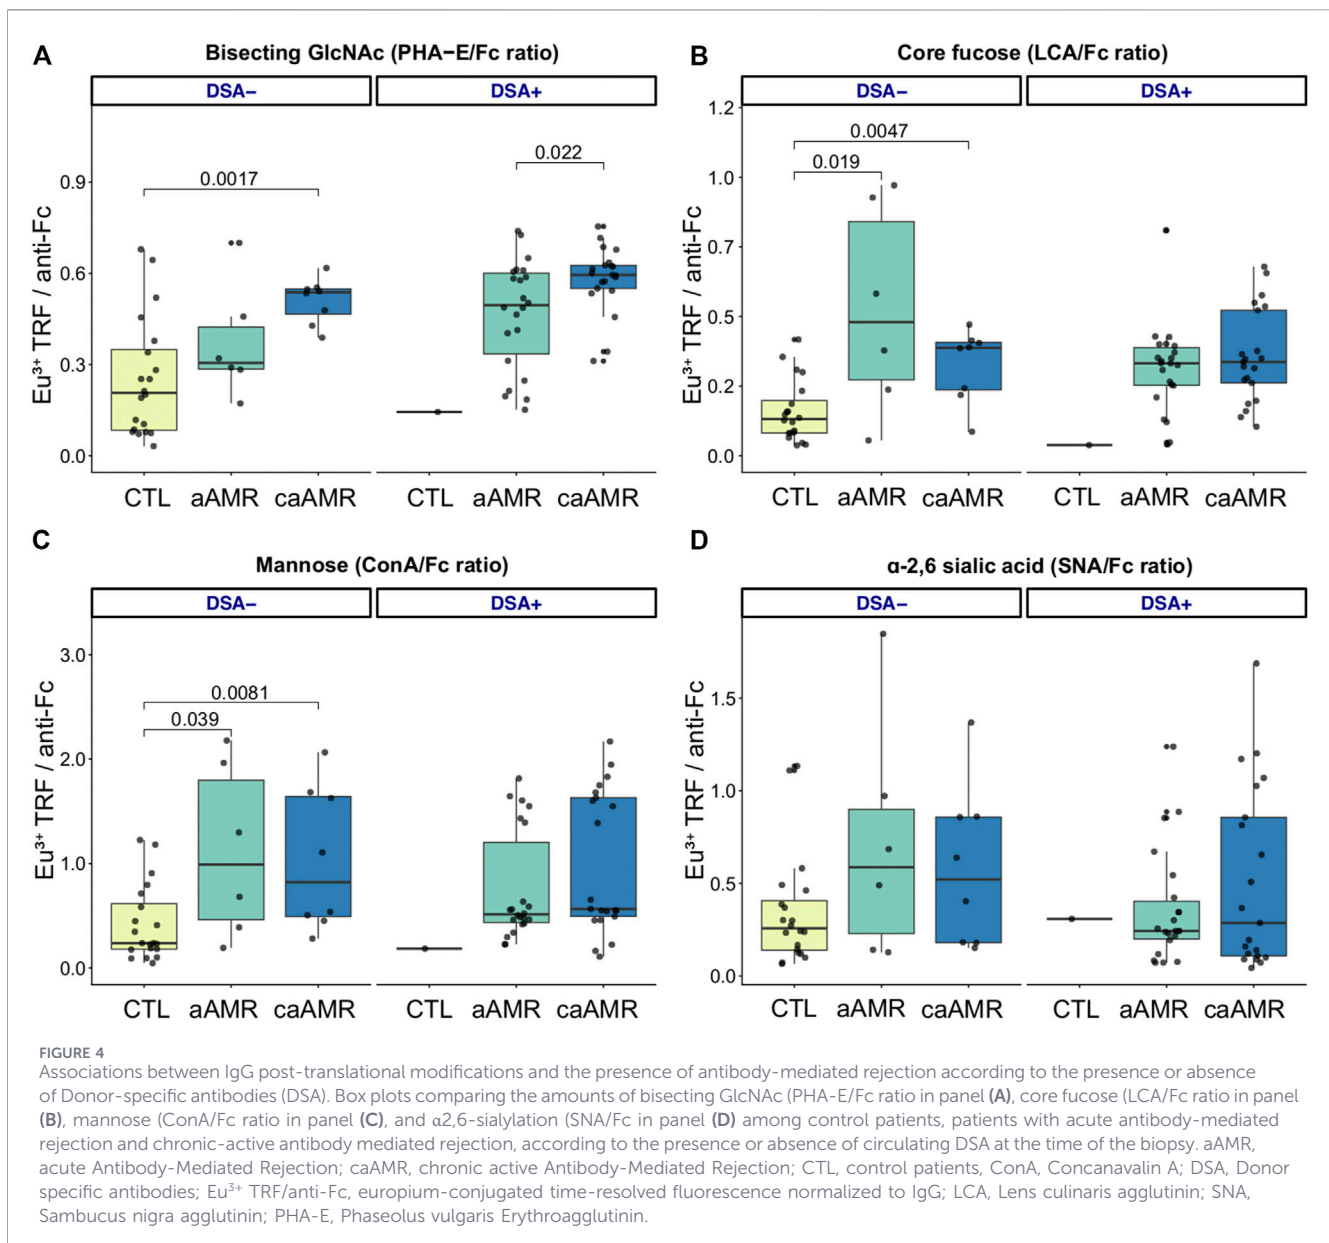 A
Bisecting GlcNAc (PHA−E/Fc ratio)
DSA−
DSA+
Eu³⁺ TRF / anti-Fc
0.9
0.6
0.3
0.0
0.0017
0.022
CTL
aAMR
caAMR
CTL
aAMR
caAMR
B
Core fucose (LCA/Fc ratio)
DSA−
DSA+
Eu³⁺ TRF / anti-Fc
1.2
1.0
0.7
0.5
0.2
0.0
0.0047
0.019
CTL
aAMR
caAMR
CTL
aAMR
caAMR
C
Mannose (ConA/Fc ratio)
DSA−
DSA+
Eu³⁺ TRF / anti-Fc
3.0
2.0
1.0
0.0
0.0081
0.039
CTL
aAMR
caAMR
CTL
aAMR
caAMR
D
α-2,6 sialic acid (SNA/Fc ratio)
DSA−
DSA+
Eu³⁺ TRF / anti-Fc
1.5
1.0
0.5
0.0
CTL
aAMR
caAMR
CTL
aAMR
caAMR
FIGURE 4
Associations between IgG post-translational modifications and the presence of antibody-mediated rejection according to the presence or absence
of Donor-specific antibodies (DSA). Box plots comparing the amounts of bisecting GlcNAc (PHA-E/Fc ratio in panel (A), core fucose (LCA/Fc ratio in panel
(B), mannose (ConA/Fc ratio in panel (C), and α2,6-sialylation (SNA/Fc in panel (D) among control patients, patients with acute antibody-mediated
rejection and chronic-active antibody mediated rejection, according to the presence or absence of circulating DSA at the time of the biopsy. aAMR,
acute Antibody-Mediated Rejection; caAMR, chronic active Antibody-Mediated Rejection; CTL, control patients, ConA, Concanavalin A; DSA, Donor
specific antibodies; Eu³⁺ TRF/anti-Fc, europium-conjugated time-resolved fluorescence normalized to IgG; LCA, Lens culinaris agglutinin; SNA,
Sambucus nigra agglutinin; PHA-E, Phaseolus vulgaris Erythroagglutinin.